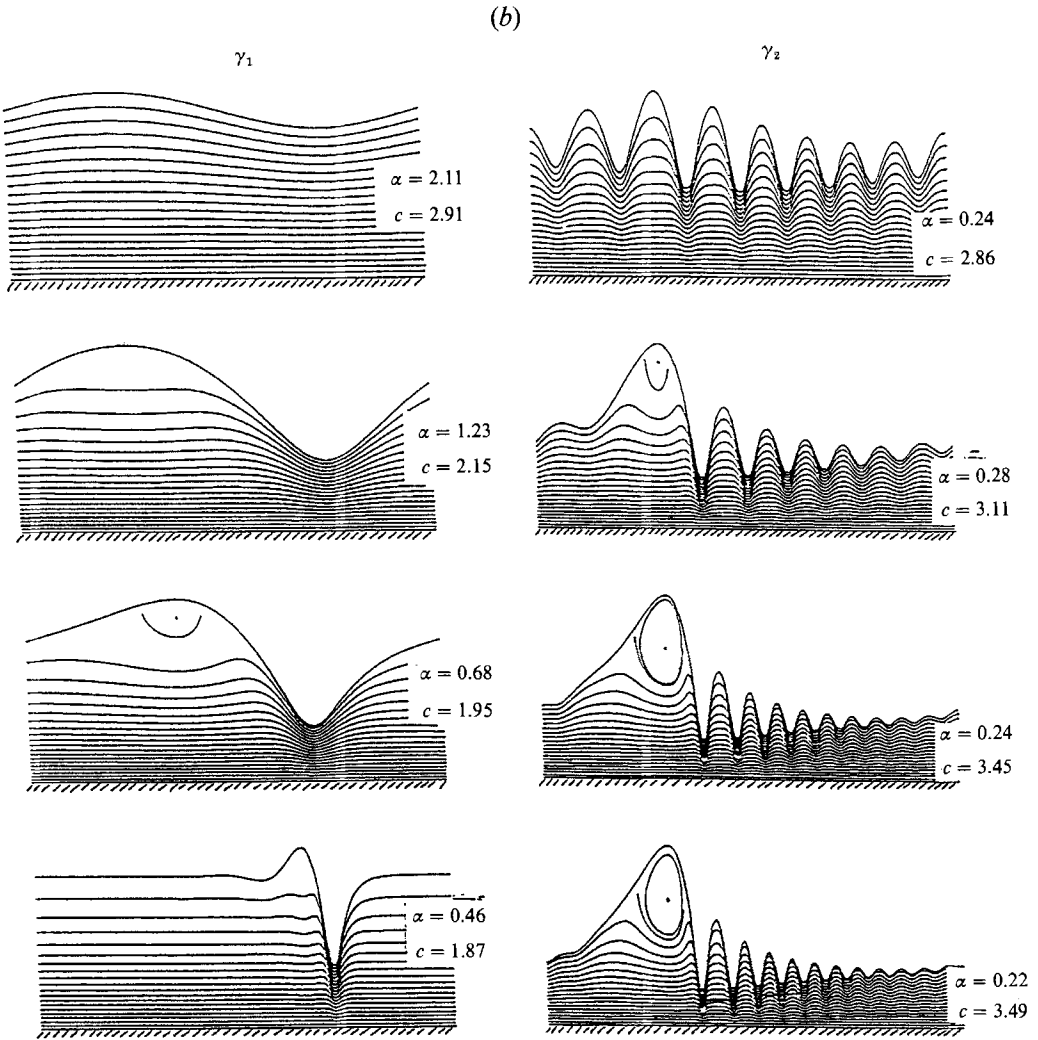 (b)
γ₁
α = 2.11
c = 2.91
α = 1.23
c = 2.15
α = 0.68
c = 1.95
α = 0.46
c = 1.87
γ₂
α = 0.24
c = 2.86
α = 0.28
c = 3.11
α = 0.24
c = 3.45
α = 0.22
c = 3.49